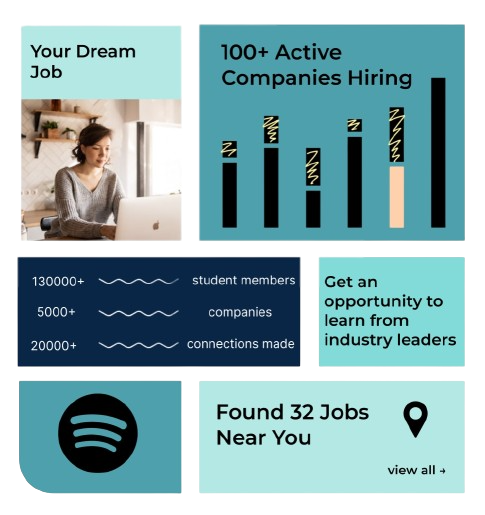 Your Dream
Job
100+ Active
Companies Hiring
130000+ student members
5000+ companies
20000+ connections made
Get an
opportunity to
learn from
industry leaders
Found 32 Jobs
Near You
view all →